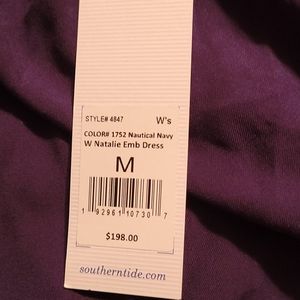 STYLE# 4847 W's
COLOR# 1752 Nautical Navy
W Natalie Emb Dress
M
1 92961 10730 7
$198.00
southerntide.com